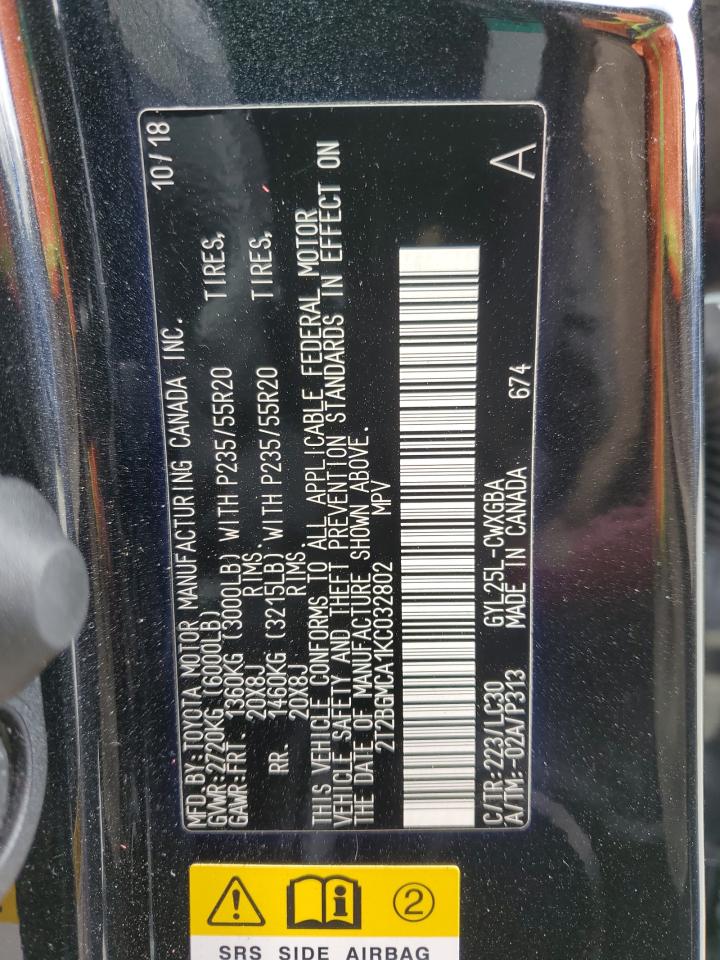 10/18
MFD.BY:TOYOTA MOTOR MANUFACTURING CANADA INC.
GVWR:2720KG (6000LB)
GAWR:FRT. 1360KG (3000LB) WITH P235/55R20 TIRES,
20X8J RIMS.
RR. 1460KG (3215LB) WITH P235/55R20 TIRES,
20X8J RIMS.
THIS VEHICLE CONFORMS TO ALL APPLICABLE FEDERAL MOTOR
VEHICLE SAFETY AND THEFT PREVENTION STANDARDS IN EFFECT ON
THE DATE OF MANUFACTURE SHOWN ABOVE.
2T2BGMCA1KC032802 MPV
C/TR:223/LC30 GYL25L-CWXGBA 674
A/TM:-02A/P313 MADE IN CANADA
A
2
SRS SIDE AIRBAG